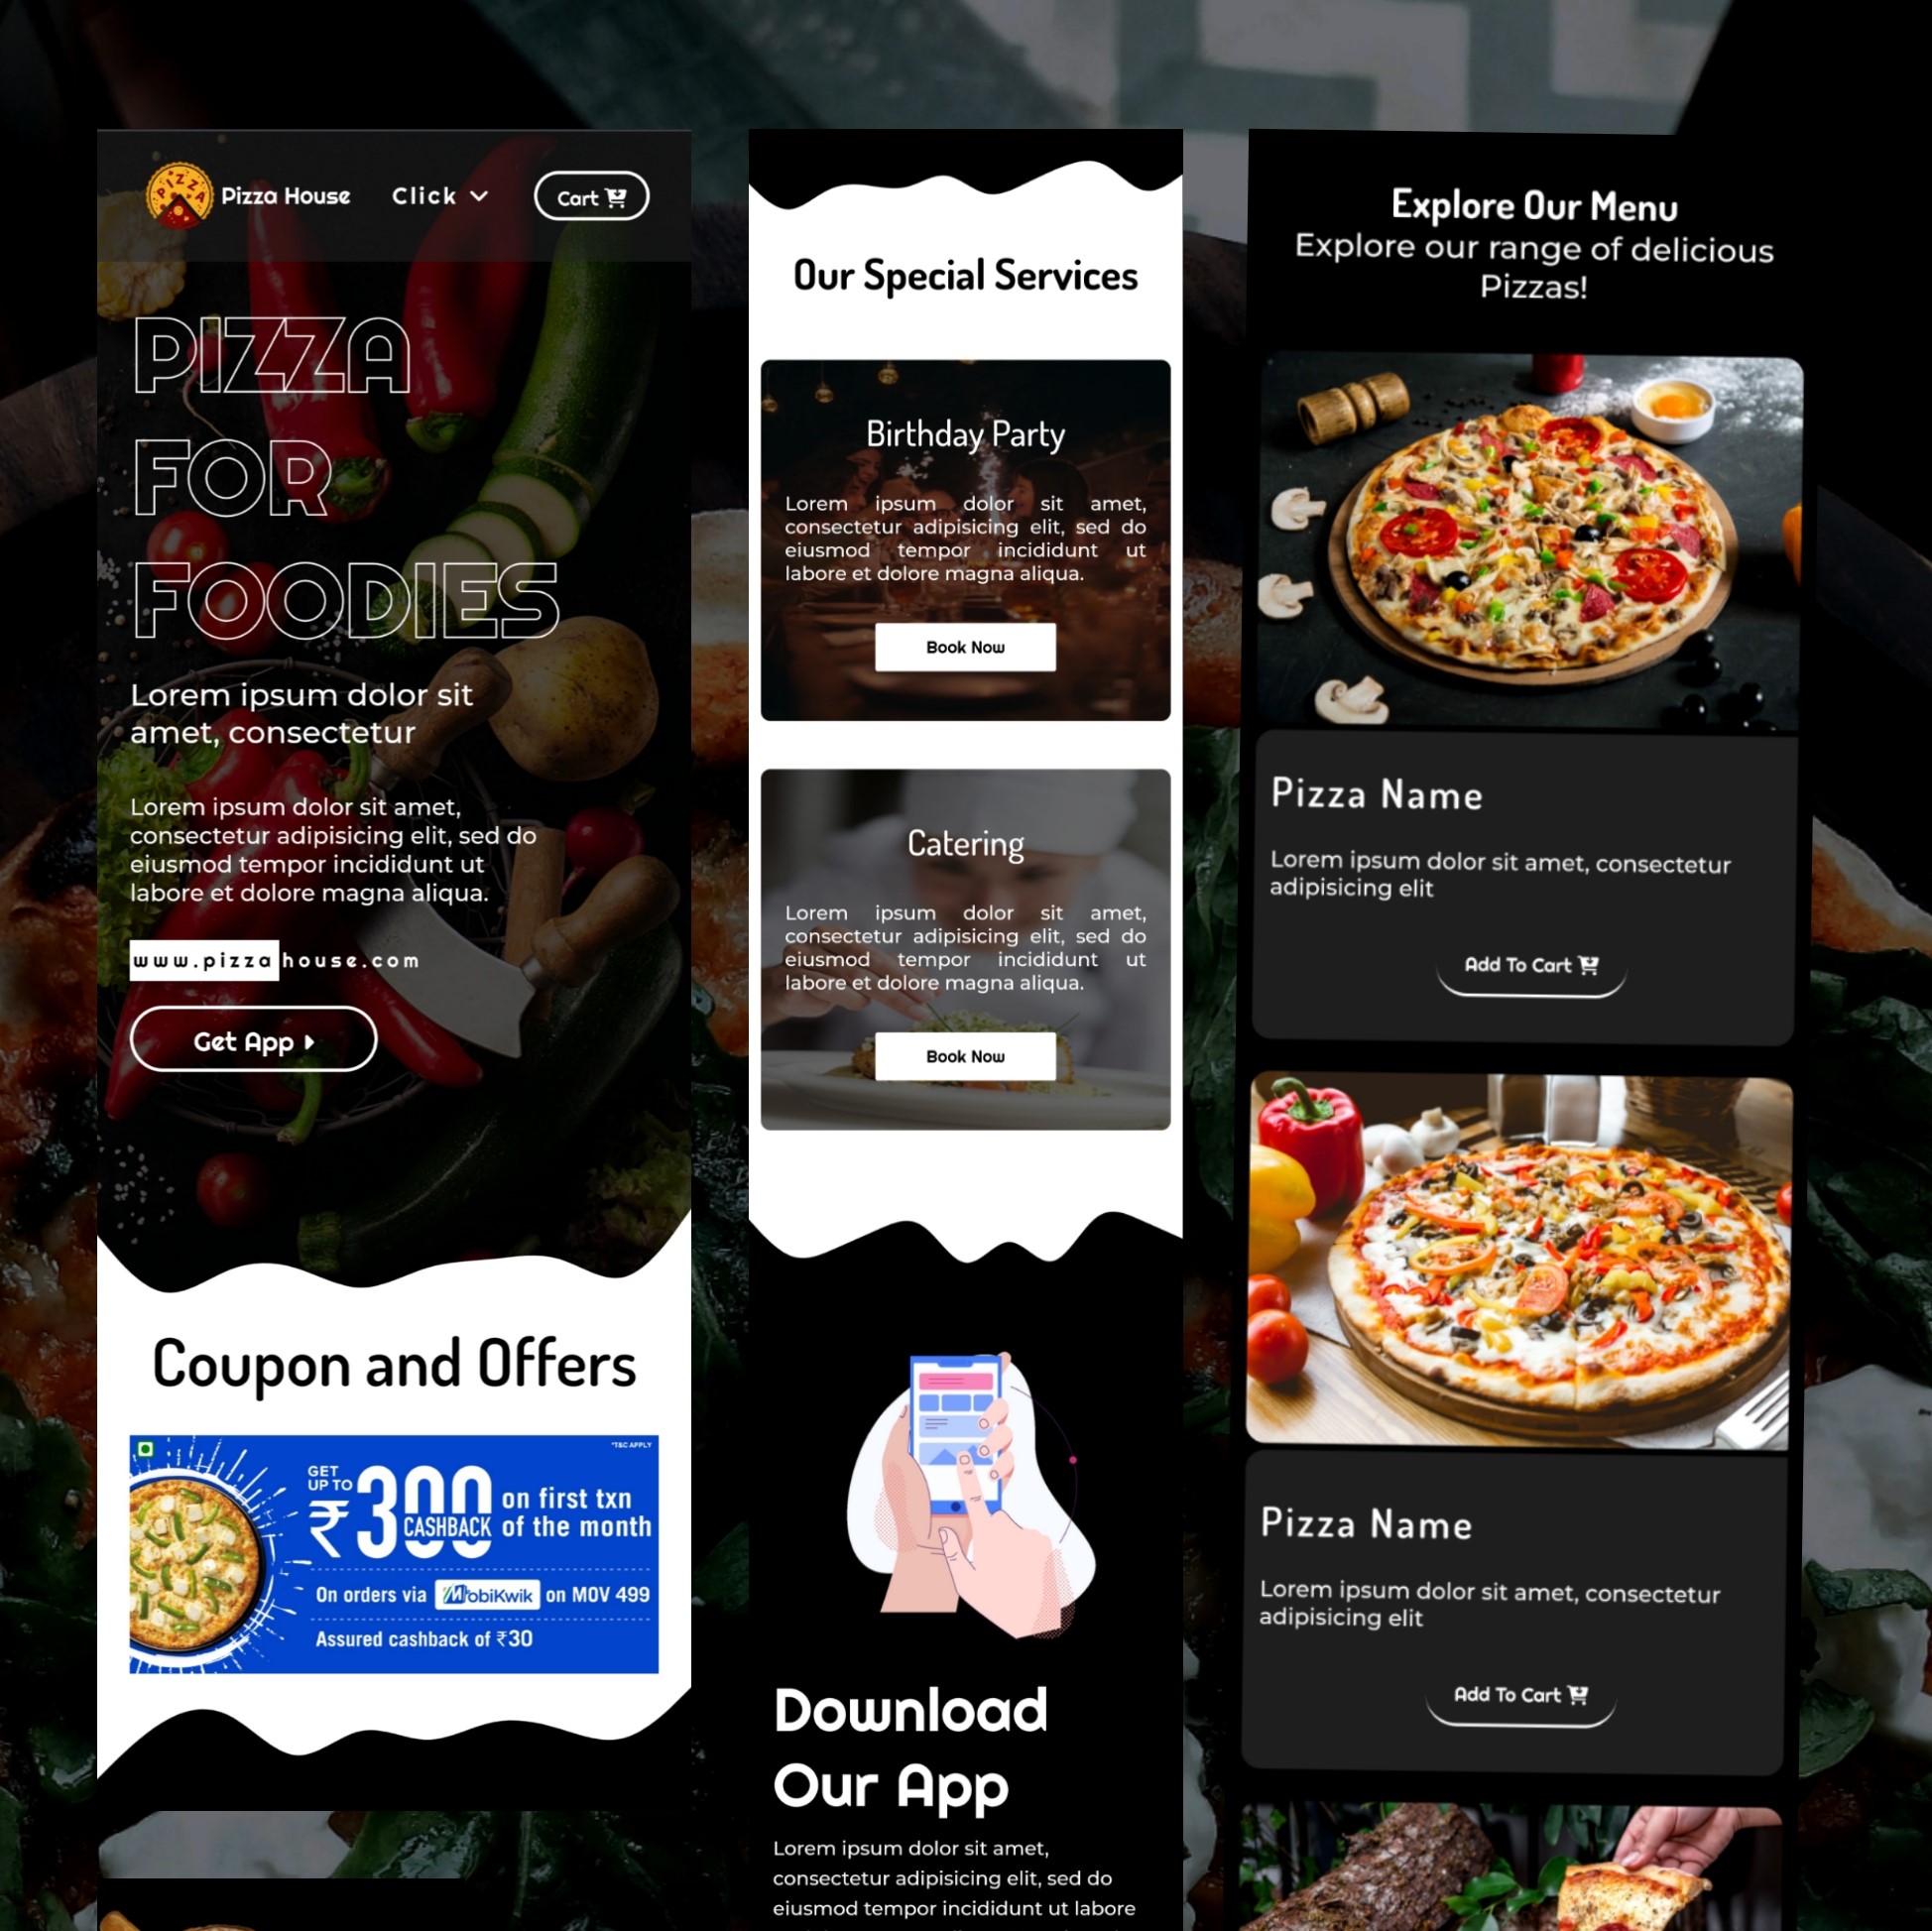 PIZZA
Pizza House
Click
Cart
PIZZA
FOR
FOODIES
Lorem ipsum dolor sit
amet, consectetur
Lorem ipsum dolor sit amet,
consectetur adipisicing elit, sed do
eiusmod tempor incididunt ut
labore et dolore magna aliqua.
www.pizzahouse.com
Get App
Coupon and Offers
*T&C APPLY
GET
UP TO
₹300
CASHBACK
on first txn
of the month
On orders via MobiKwik on MOV 499
Assured cashback of ₹30
Our Special Services
Birthday Party
Lorem ipsum dolor sit amet,
consectetur adipisicing elit, sed do
eiusmod tempor incididunt ut
labore et dolore magna aliqua.
Book Now
Catering
Lorem ipsum dolor sit amet,
consectetur adipisicing elit, sed do
eiusmod tempor incididunt ut
labore et dolore magna aliqua.
Book Now
Download
Our App
Lorem ipsum dolor sit amet,
consectetur adipisicing elit, sed do
eiusmod tempor incididunt ut labore
Explore Our Menu
Explore our range of delicious
Pizzas!
Pizza Name
Lorem ipsum dolor sit amet, consectetur
adipisicing elit
Add To Cart
Pizza Name
Lorem ipsum dolor sit amet, consectetur
adipisicing elit
Add To Cart